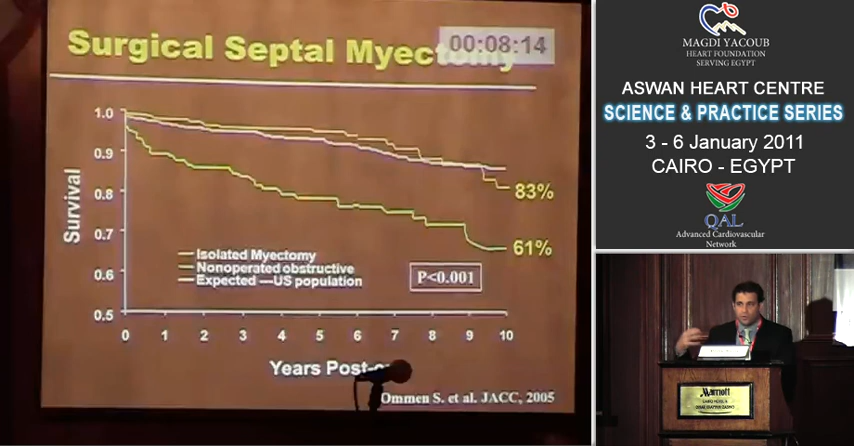 Surgical Septal Myectomy
00:08:14
1.0
0.9
0.8
0.7
0.6
0.5
Survival
83%
61%
Isolated Myectomy
Nonoperated obstructive
Expected —US population
P<0.001
0 1 2 3 4 5 6 7 8 9 10
Years Post-o
Ommen S. et al. JACC, 2005
MAGDI YACOUB
HEART FOUNDATION
SERVING EGYPT
ASWAN HEART CENTRE
SCIENCE & PRACTICE SERIES
3 - 6 January 2011
CAIRO - EGYPT
QAL
Advanced Cardiovascular
Network
Marriott